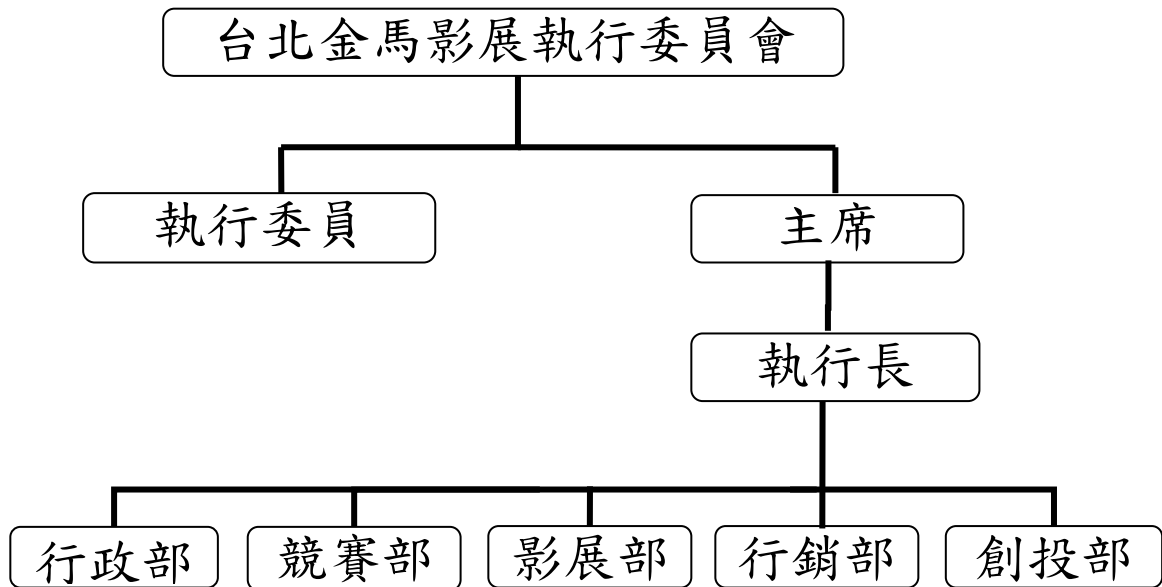 台北金馬影展執行委員會
執行委員
主席
執行長
行政部
競賽部
影展部
行銷部
創投部